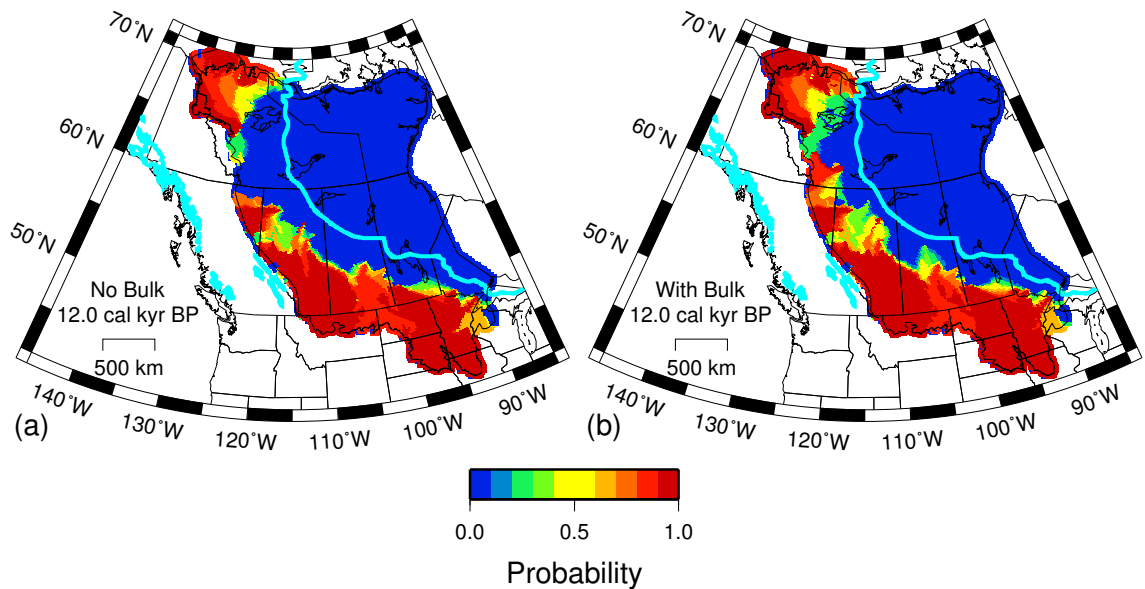 70˚N
60˚N
50˚N
No Bulk
12.0 cal kyr BP
500 km
140˚W
130˚W
120˚W
110˚W
100˚W
90˚W
(a)
70˚N
60˚N
50˚N
With Bulk
12.0 cal kyr BP
500 km
140˚W
130˚W
120˚W
110˚W
100˚W
90˚W
(b)
0.0 0.5 1.0
Probability